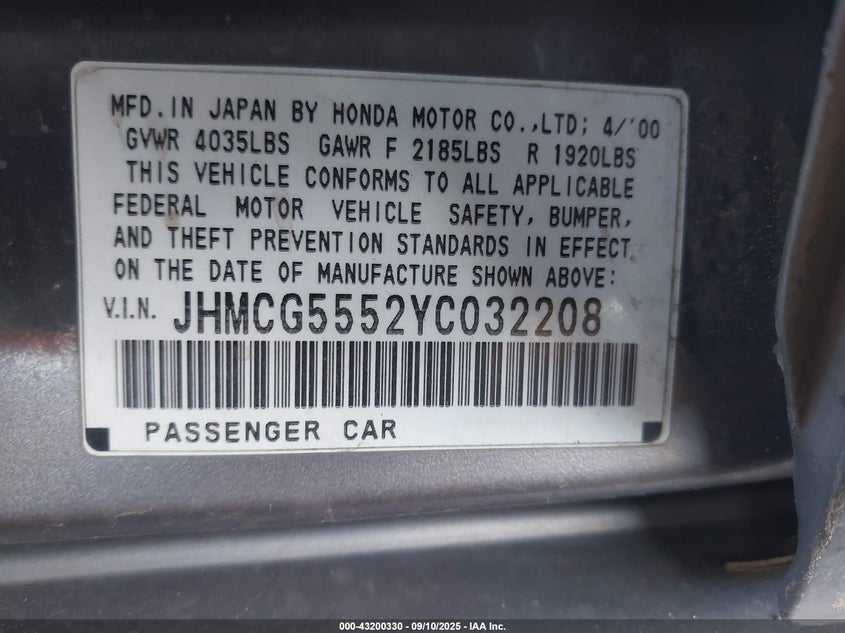 MFD.IN JAPAN BY HONDA MOTOR CO.,LTD; 4/'00
GVWR 4035LBS GAWR F 2185LBS R 1920LBS
THIS VEHICLE CONFORMS TO ALL APPLICABLE
FEDERAL MOTOR VEHICLE SAFETY, BUMPER,
AND THEFT PREVENTION STANDARDS IN EFFECT
ON THE DATE OF MANUFACTURE SHOWN ABOVE:
V.I.N. JHMCG5552YC032208
PASSENGER CAR
000-43200330 - 09/10/2025 - IAA Inc.